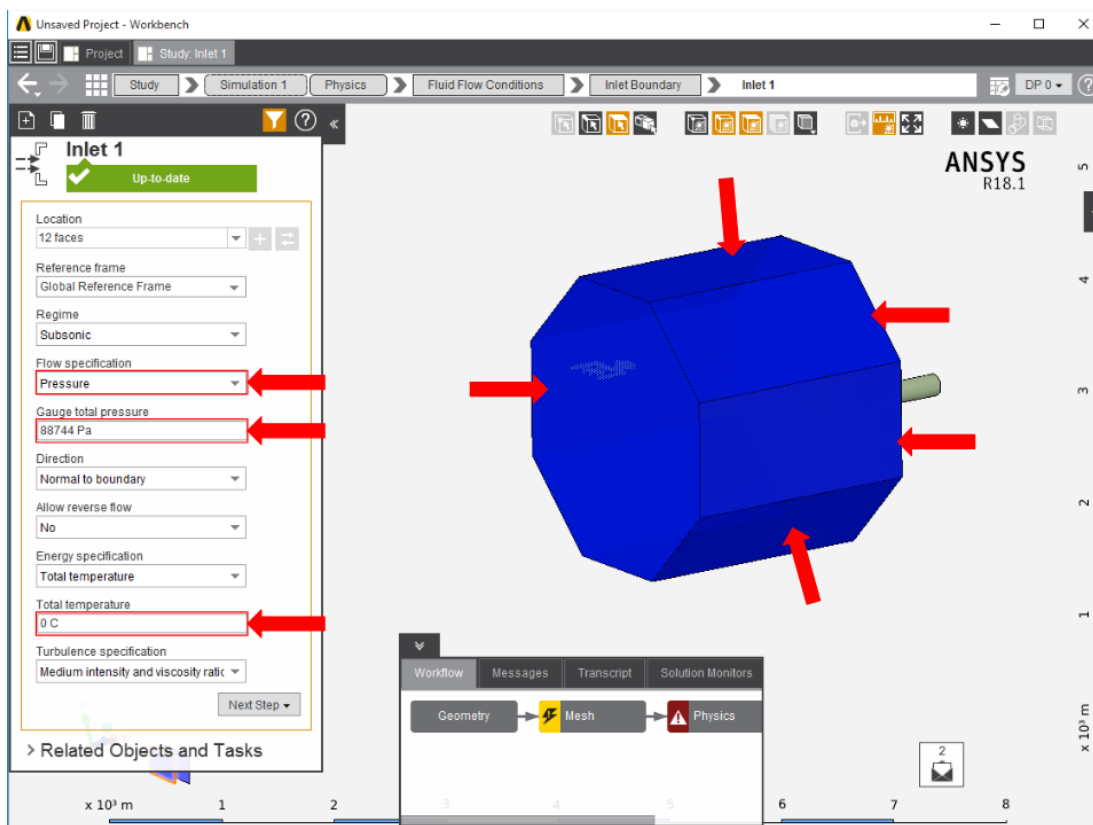 Unsaved Project - Workbench
Project
Study: Inlet 1
Study
Simulation 1
Physics
Fluid Flow Conditions
Inlet Boundary
Inlet 1
DP 0
Inlet 1
Up-to-date
ANSYS
R18.1
Location
12 faces
Reference frame
Global Reference Frame
Regime
Subsonic
Flow specification
Pressure
Gauge total pressure
88744 Pa
Direction
Normal to boundary
Allow reverse flow
No
Energy specification
Total temperature
Total temperature
0 C
Turbulence specification
Medium intensity and viscosity ratic
Next Step
Related Objects and Tasks
Workflow
Messages
Transcript
Solution Monitors
Geometry
Mesh
Physics
2
x 10³ m
1
2
3
4
5
6
7
8
5
4
3
2
1
x 10³ m